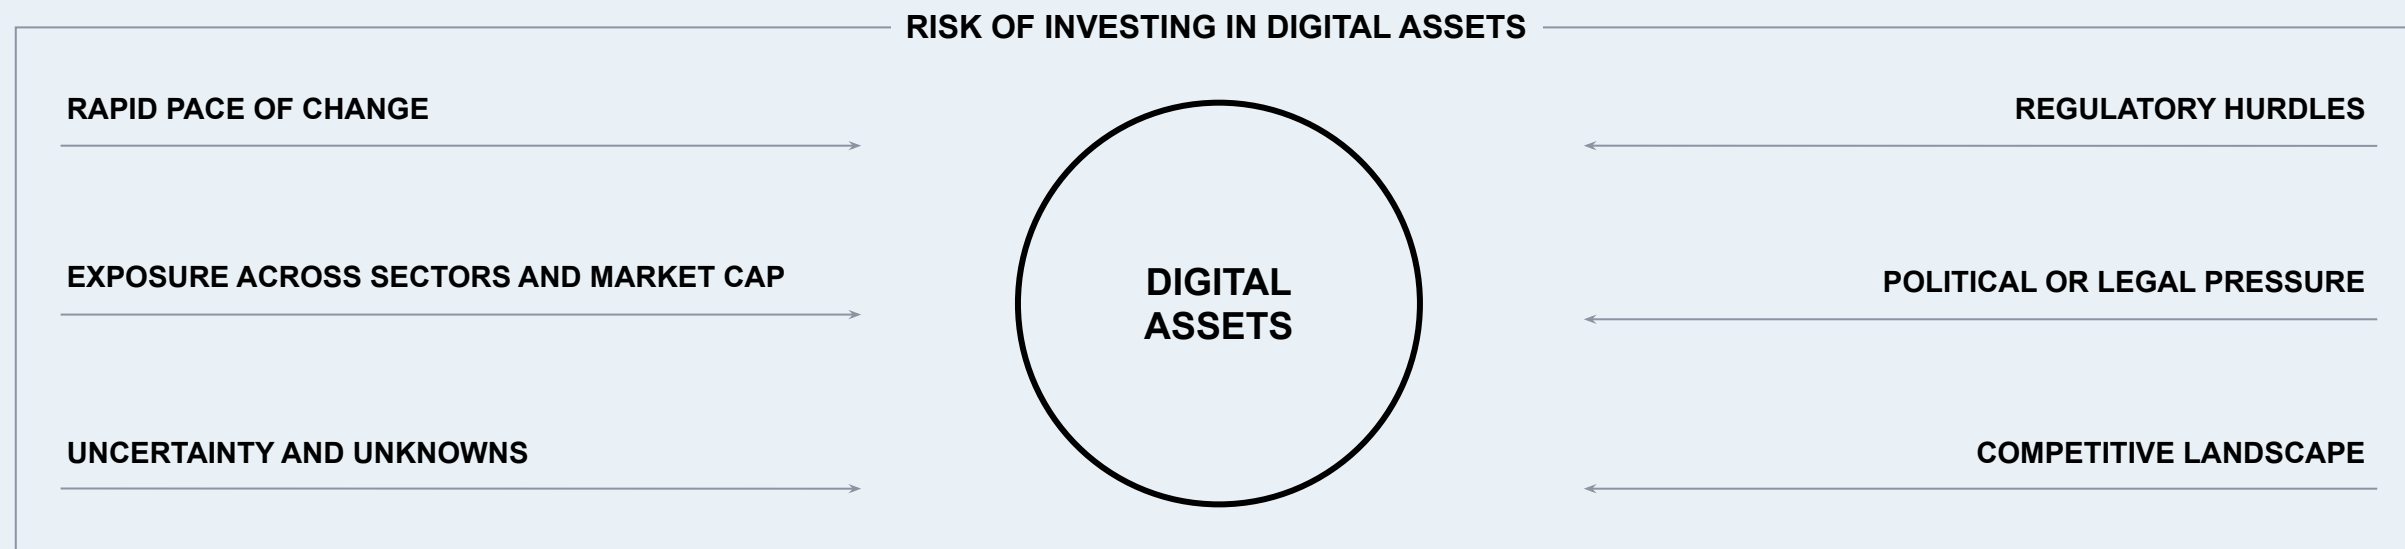 RISK OF INVESTING IN DIGITAL ASSETS
RAPID PACE OF CHANGE
REGULATORY HURDLES
EXPOSURE ACROSS SECTORS AND MARKET CAP
DIGITAL
ASSETS
POLITICAL OR LEGAL PRESSURE
UNCERTAINTY AND UNKNOWNS
COMPETITIVE LANDSCAPE